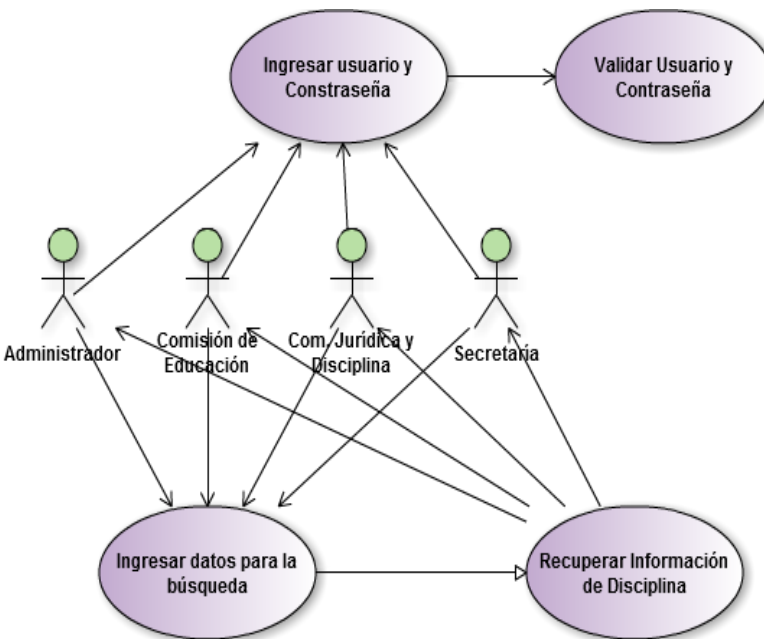 Ingresar usuario y
Constraseña
Validar Usuario y
Contraseña
Administrador
Comisión de
Educación
Com. Jurídica y
Disciplina
Secretaría
Ingresar datos para la
búsqueda
Recuperar Información
de Disciplina